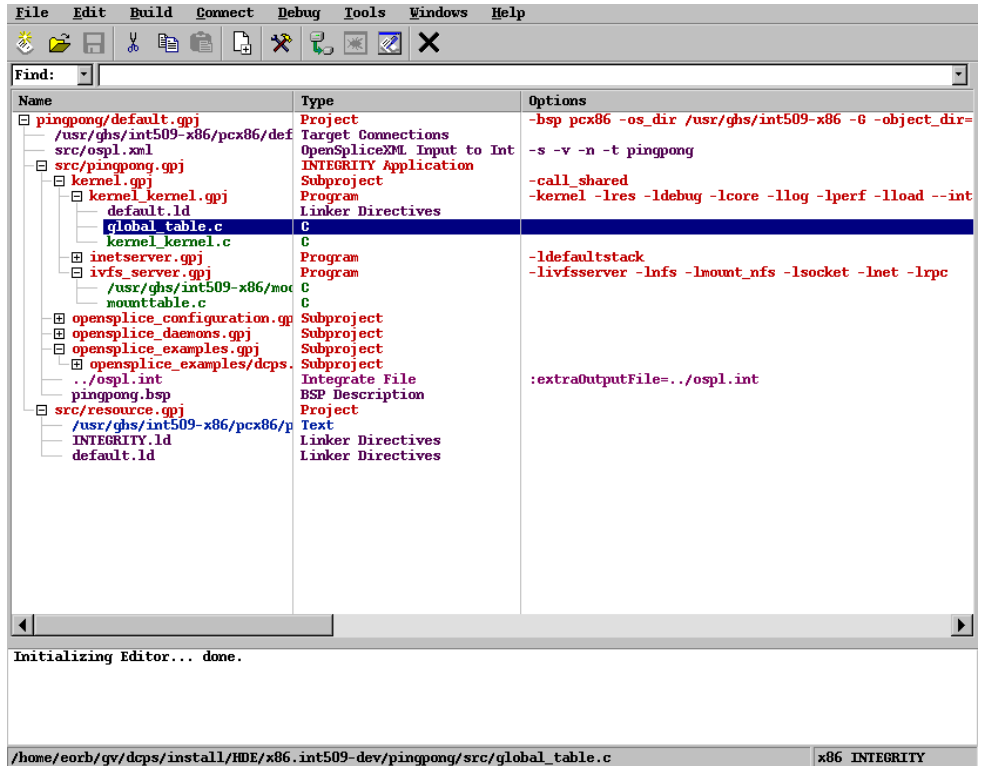 File Edit Build Connect Debug Tools Windows Help
Find:
Name Type Options
pingpong/default.gpj Project -bsp pcx86 -os_dir /usr/ghs/int509-x86 -G -object_dir=
/usr/ghs/int509-x86/pcx86/def Target Connections
src/ospl.xml OpenSpliceXML Input to Int -s -v -n -t pingpong
src/pingpong.gpj INTEGRITY Application
kernel.gpj Subproject -call_shared
kernel_kernel.gpj Program -kernel -lres -ldebug -lcore -llog -lperf -lload --int
default.ld Linker Directives
global_table.c C
kernel_kernel.c C
inetserver.gpj Program -ldefaultstack
ivfs_server.gpj Program -livfsserver -lnfs -lmount_nfs -lsocket -lnet -lrpc
/usr/ghs/int509-x86/mod C
mounttable.c C
opensplice_configuration.gp Subproject
opensplice_daemons.gpj Subproject
opensplice_examples.gpj Subproject
opensplice_examples/dcps. Subproject
../ospl.int Integrate File :extraOutputFile=../ospl.int
pingpong.bsp BSP Description
src/resource.gpj Project
/usr/ghs/int509-x86/pcx86/p Text
INTEGRITY.ld Linker Directives
default.ld Linker Directives
Initializing Editor... done.
/home/eorb/gv/dcps/install/HDE/x86.int509-dev/pingpong/src/global_table.c x86 INTEGRITY